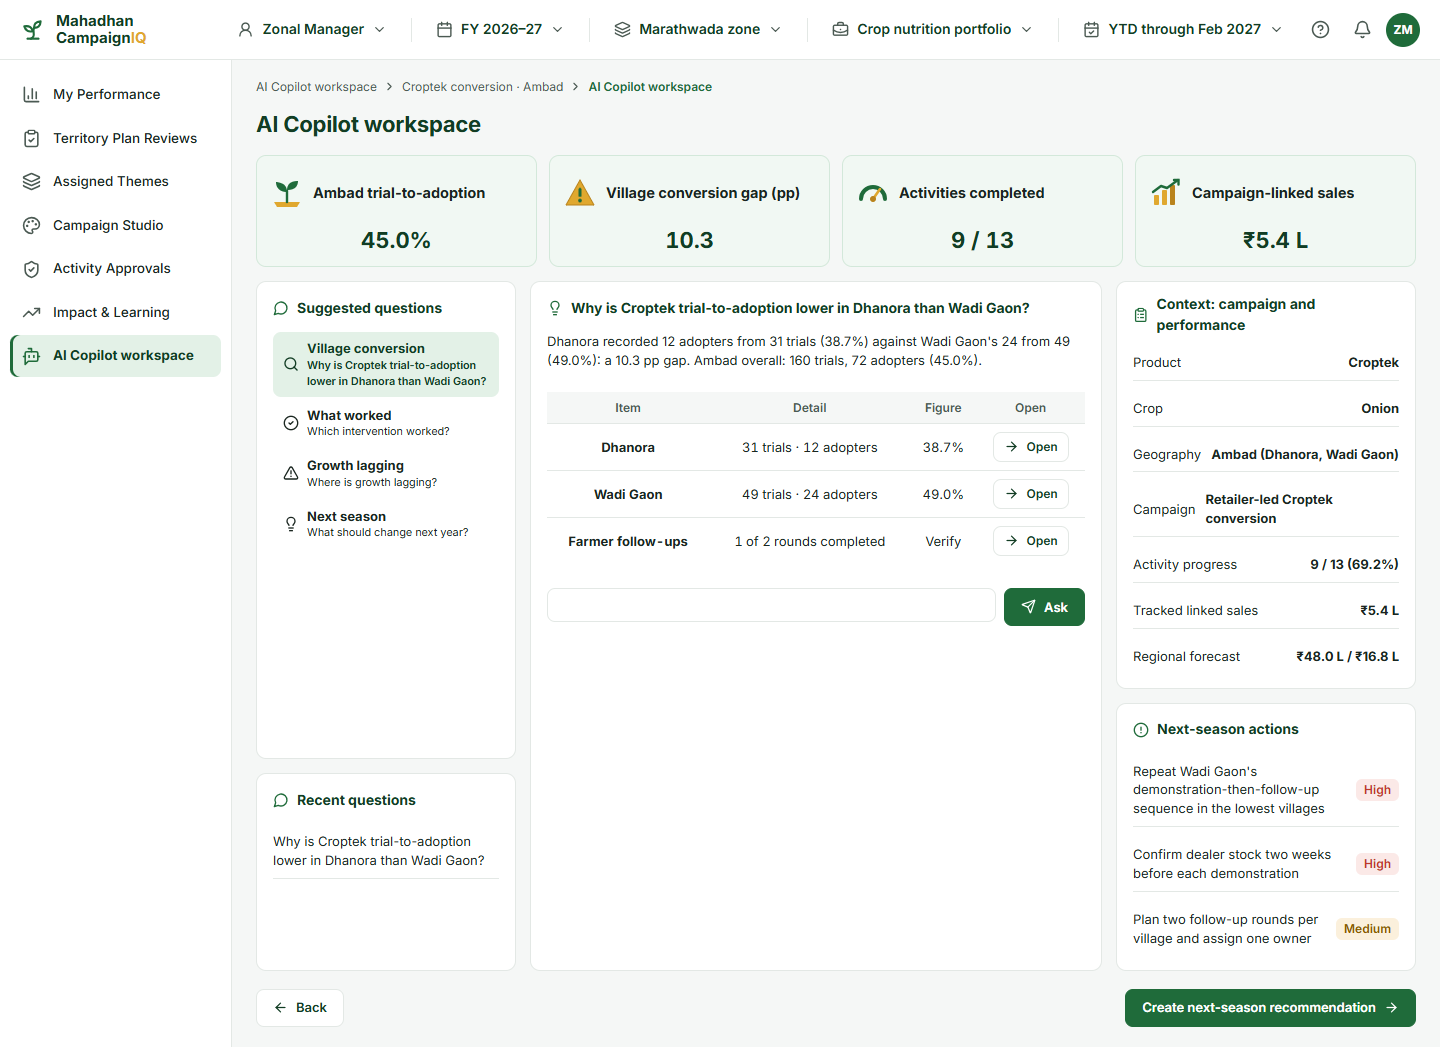 Mahadhan
CampaignIQ
Zonal Manager
FY 2026–27
Marathwada zone
Crop nutrition portfolio
YTD through Feb 2027
ZM
My Performance
Territory Plan Reviews
Assigned Themes
Campaign Studio
Activity Approvals
Impact & Learning
AI Copilot workspace
AI Copilot workspace > Croptek conversion · Ambad > AI Copilot workspace
AI Copilot workspace
Ambad trial-to-adoption
45.0%
Village conversion gap (pp)
10.3
Activities completed
9 / 13
Campaign-linked sales
₹5.4 L
Suggested questions
Village conversion
Why is Croptek trial-to-adoption
lower in Dhanora than Wadi Gaon?
What worked
Which intervention worked?
Growth lagging
Where is growth lagging?
Next season
What should change next year?
Recent questions
Why is Croptek trial-to-adoption
lower in Dhanora than Wadi Gaon?
Why is Croptek trial-to-adoption lower in Dhanora than Wadi Gaon?
Dhanora recorded 12 adopters from 31 trials (38.7%) against Wadi Gaon's 24 from 49
(49.0%): a 10.3 pp gap. Ambad overall: 160 trials, 72 adopters (45.0%).
Item Detail Figure Open
Dhanora 31 trials · 12 adopters 38.7% Open
Wadi Gaon 49 trials · 24 adopters 49.0% Open
Farmer follow-ups 1 of 2 rounds completed Verify Open
Ask
Context: campaign and
performance
Product Croptek
Crop Onion
Geography Ambad (Dhanora, Wadi Gaon)
Campaign Retailer-led Croptek
conversion
Activity progress 9 / 13 (69.2%)
Tracked linked sales ₹5.4 L
Regional forecast ₹48.0 L / ₹16.8 L
Next-season actions
Repeat Wadi Gaon's
demonstration-then-follow-up
sequence in the lowest villages
High
Confirm dealer stock two weeks
before each demonstration
High
Plan two follow-up rounds per
village and assign one owner
Medium
Back
Create next-season recommendation